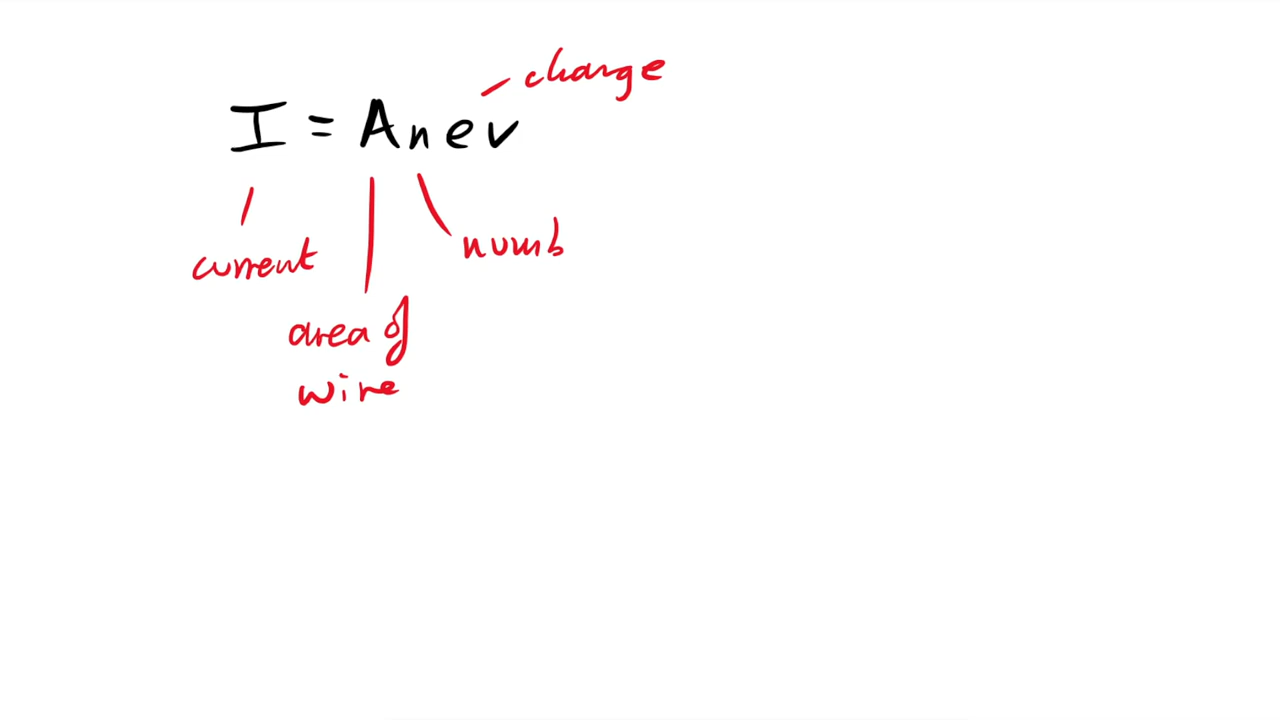 charge
I = Anev
current
numb
area of
wire